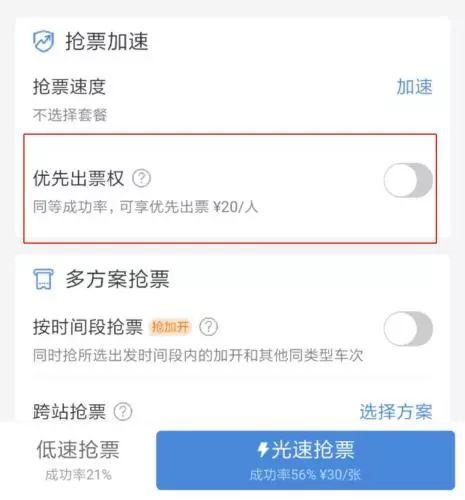 抢票加速
抢票速度 加速
不选择套餐
优先出票权 ?
同等成功率，可享优先出票 ¥20/人
多方案抢票
按时间段抢票 抢加开 ?
同时抢所选出发时间段内的加开和其他同类型车次
跨站抢票 ? 选择方案
低速抢票 光速抢票
成功率21% 成功率56% ¥30/张